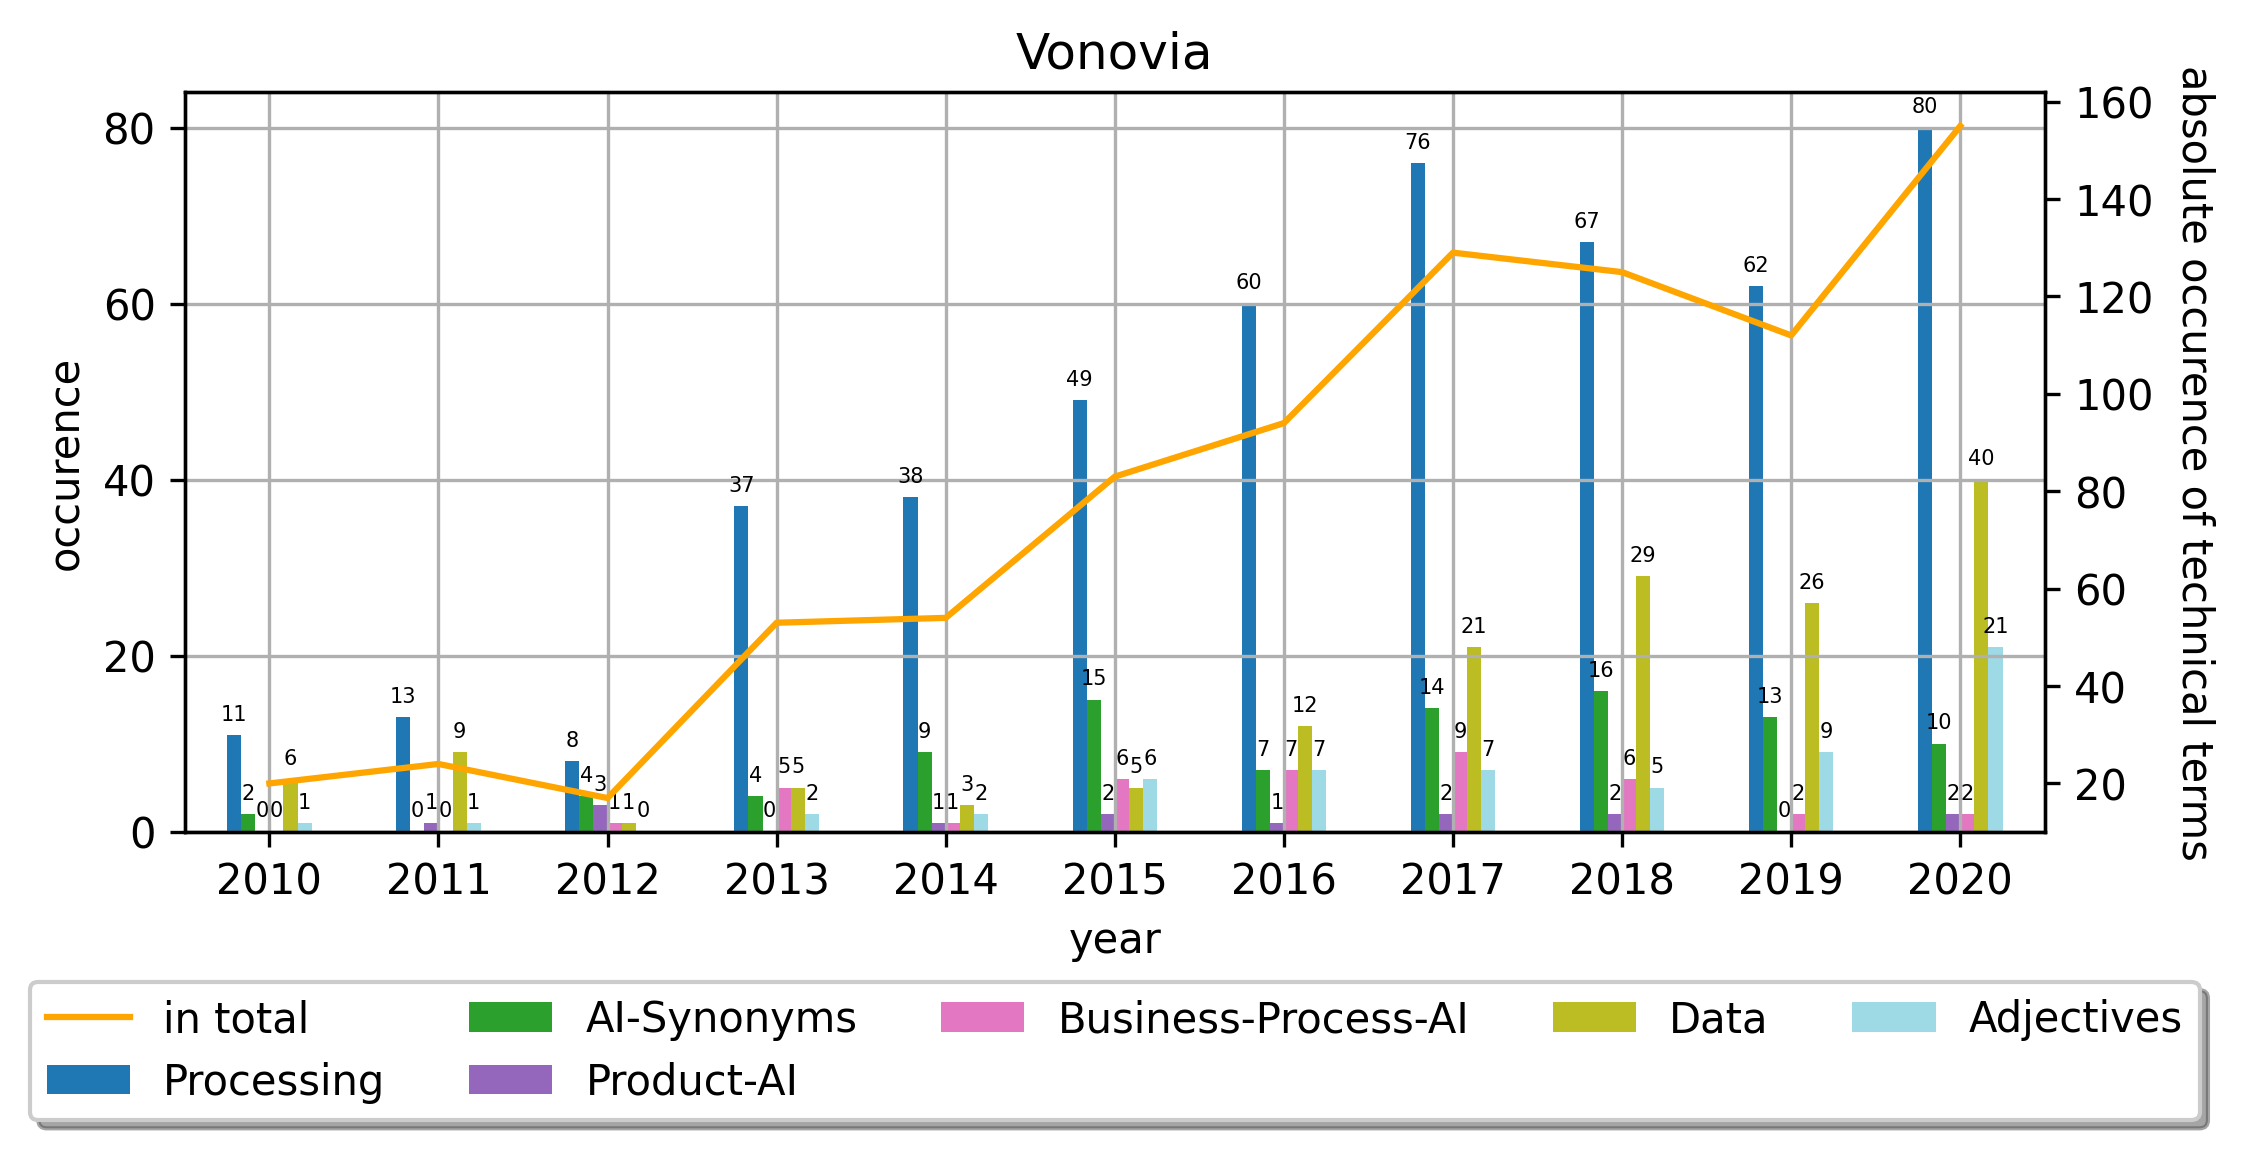 Vonovia
occurence
absolute occurence of technical terms
80
60
40
20
0
160
140
120
100
80
60
40
20
11 2 0 0 6 1
13 0 1 0 9 1
8 4 3 1 1 0
37 4 0 5 5 2
38 9 1 1 3 2
49 15 2 6 5 6
60 7 1 7 12 7
76 14 2 9 21 7
67 16 2 6 29 5
62 13 0 2 26 9
80 10 2 2 40 21
2010 2011 2012 2013 2014 2015 2016 2017 2018 2019 2020
year
in total AI-Synonyms Business-Process-AI Data Adjectives
Processing Product-AI